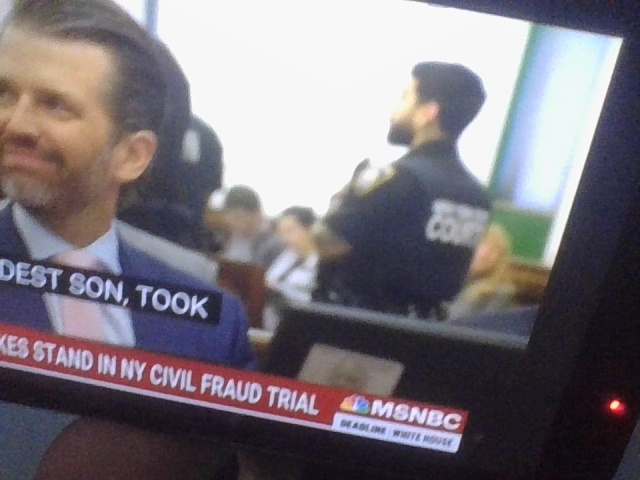 COURT
DEST SON, TOOK
KES STAND IN NY CIVIL FRAUD TRIAL
MSNBC
DEADLINE: WHITE HOUSE